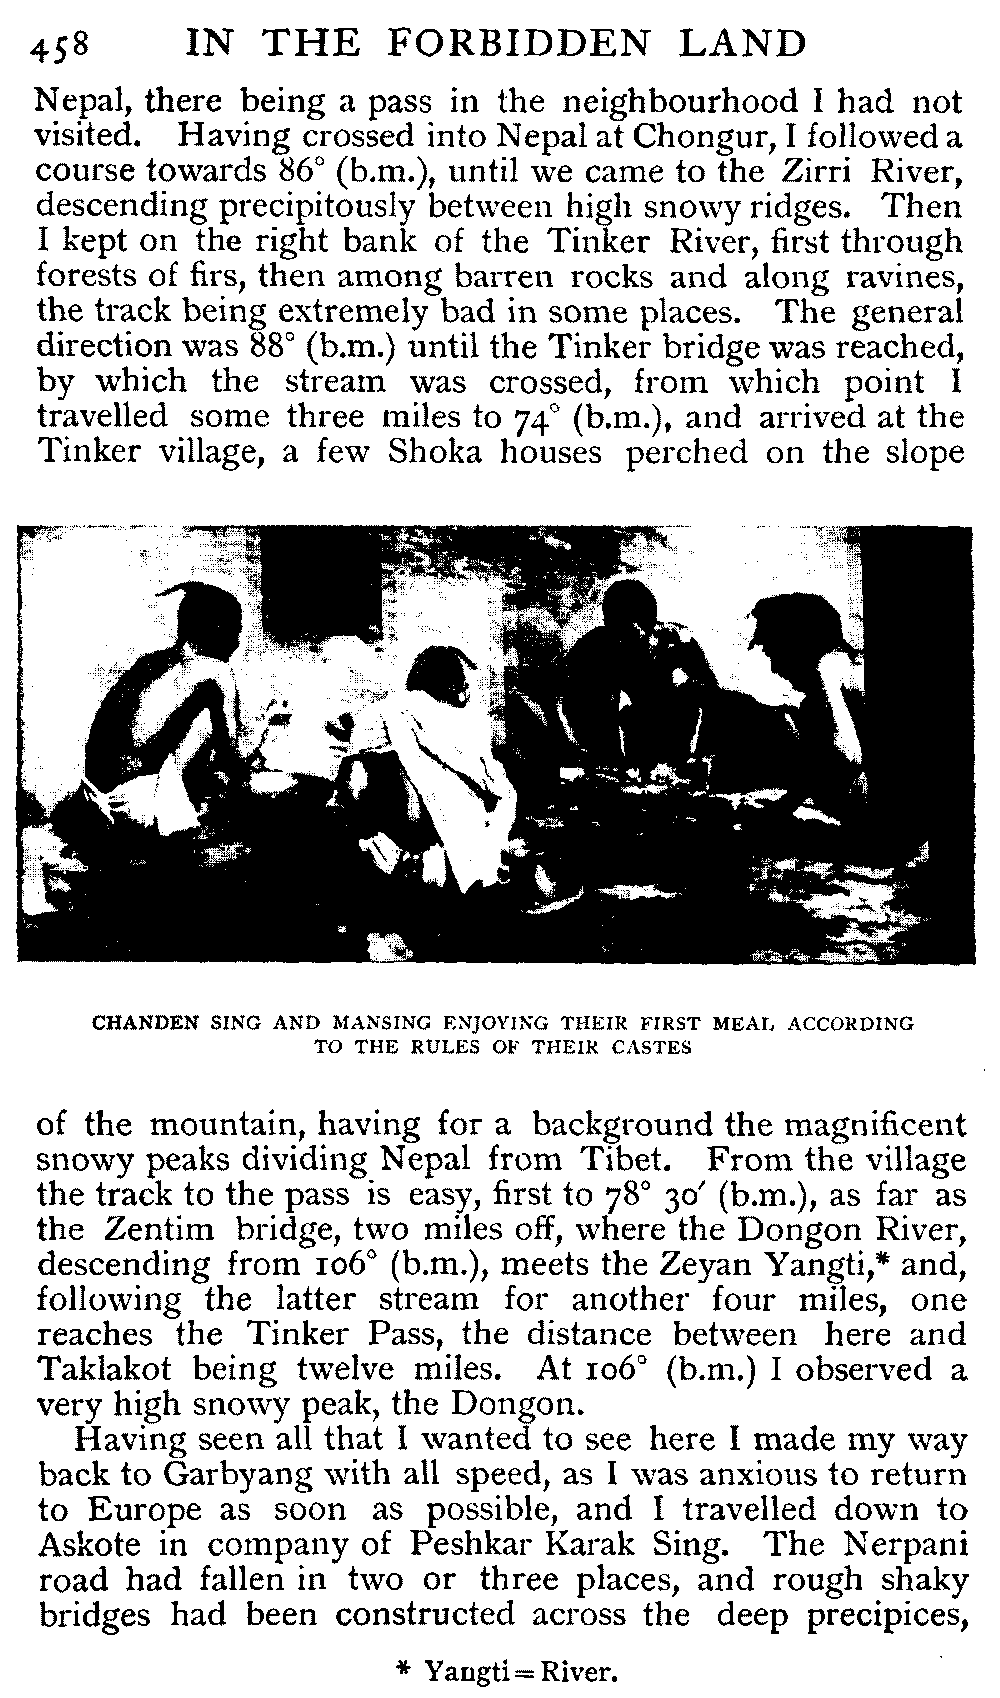 458 IN THE FORBIDDEN LAND
Nepal, there being a pass in the neighbourhood I had not
visited. Having crossed into Nepal at Chongur, I followed a
course towards 86° (b.m.), until we came to the Zirri River,
descending precipitously between high snowy ridges. Then
I kept on the right bank of the Tinker River, first through
forests of firs, then among barren rocks and along ravines,
the track being extremely bad in some places. The general
direction was 88° (b.m.) until the Tinker bridge was reached,
by which the stream was crossed, from which point I
travelled some three miles to 74° (b.m.), and arrived at the
Tinker village, a few Shoka houses perched on the slope
CHANDEN SING AND MANSING ENJOYING THEIR FIRST MEAL ACCORDING
TO THE RULES OF THEIR CASTES
of the mountain, having for a background the magnificent
snowy peaks dividing Nepal from Tibet. From the village
the track to the pass is easy, first to 78° 30′ (b.m.), as far as
the Zentim bridge, two miles off, where the Dongon River,
descending from 106° (b.m.), meets the Zeyan Yangti,* and,
following the latter stream for another four miles, one
reaches the Tinker Pass, the distance between here and
Taklakot being twelve miles. At 106° (b.m.) I observed a
very high snowy peak, the Dongon.
Having seen all that I wanted to see here I made my way
back to Garbyang with all speed, as I was anxious to return
to Europe as soon as possible, and I travelled down to
Askote in company of Peshkar Karak Sing. The Nerpani
road had fallen in two or three places, and rough shaky
bridges had been constructed across the deep precipices,
* Yangti = River.